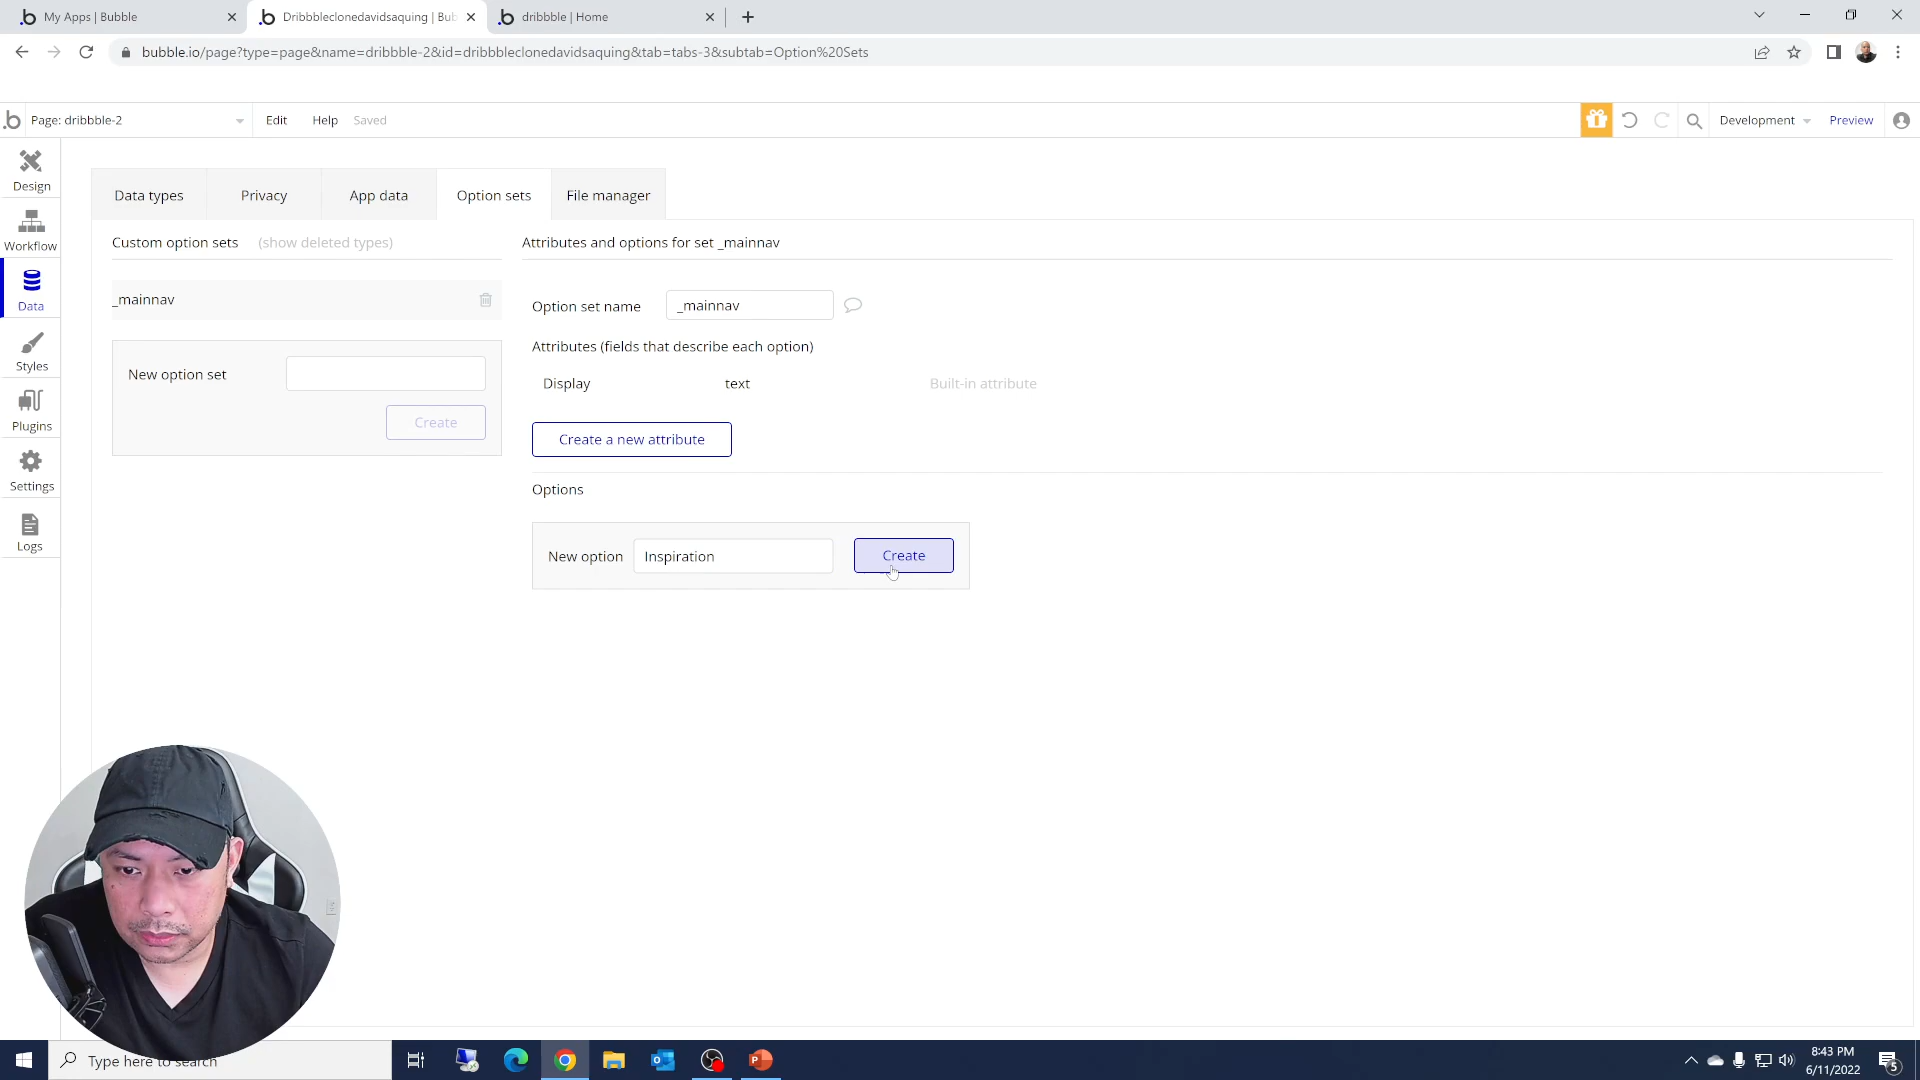 My Apps | Bubble
Dribbbleclonedavidsaquing | Bub
dribbble | Home
bubble.io/page?type=page&name=dribbble-2&id=dribbbleclonedavidsaquing&tab=tabs-3&subtab=Option%20Sets
Page: dribbble-2
Edit
Help
Saved
Development
Preview
Design
Workflow
Data
Styles
Plugins
Settings
Logs
Data types
Privacy
App data
Option sets
File manager
Custom option sets
(show deleted types)
_mainnav
New option set
Create
Attributes and options for set _mainnav
Option set name
_mainnav
Attributes (fields that describe each option)
Display
text
Built-in attribute
Create a new attribute
Options
New option
Inspiration
Create
Type here to search
8:43 PM
6/11/2022
5